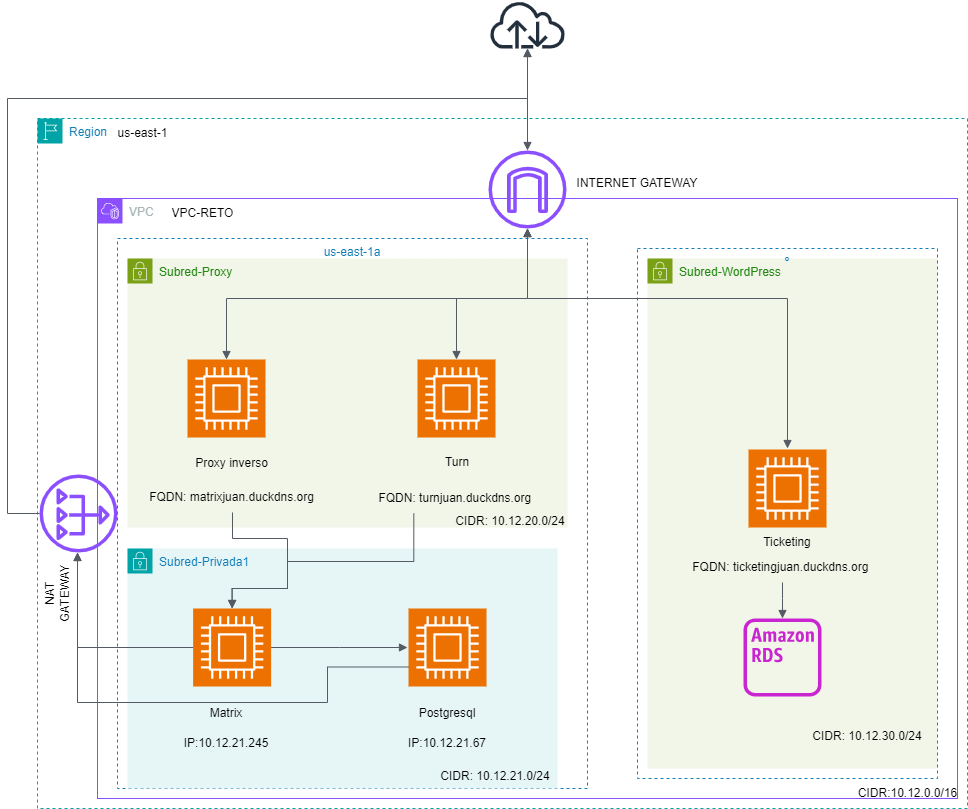 Region us-east-1
INTERNET GATEWAY
VPC VPC-RETO
us-east-1a
Subred-Proxy
Subred-WordPress
Proxy inverso
Turn
FQDN: matrixjuan.duckdns.org
FQDN: turnjuan.duckdns.org
CIDR: 10.12.20.0/24
Ticketing
FQDN: ticketingjuan.duckdns.org
Subred-Privada1
NAT
GATEWAY
Amazon
RDS
Matrix
Postgresql
IP:10.12.21.245
IP:10.12.21.67
CIDR: 10.12.30.0/24
CIDR: 10.12.21.0/24
CIDR:10.12.0.0/16